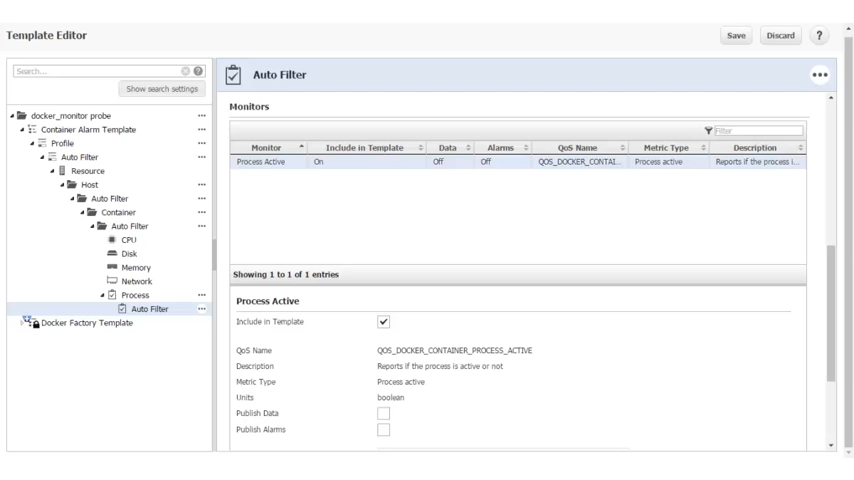 Template Editor
Save
Discard
?
Search...
?
Show search settings
docker_monitor probe
Container Alarm Template
Profile
Auto Filter
Resource
Host
Auto Filter
Container
Auto Filter
CPU
Disk
Memory
Network
Process
Auto Filter
Docker Factory Template
Auto Filter
Monitors
Filter
Monitor Include in Template Data Alarms QoS Name Metric Type Description
Process Active On Off Off QOS_DOCKER_CONTAI... Process active Reports if the process i...
Showing 1 to 1 of 1 entries
Process Active
Include in Template
QoS Name QOS_DOCKER_CONTAINER_PROCESS_ACTIVE
Description Reports if the process is active or not
Metric Type Process active
Units boolean
Publish Data
Publish Alarms